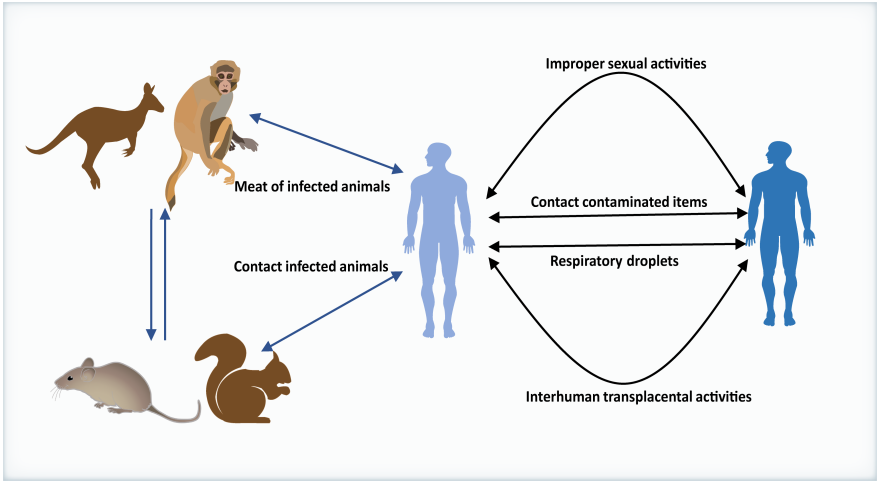 Improper sexual activities
Meat of infected animals
Contact contaminated items
Contact infected animals
Respiratory droplets
Interhuman transplacental activities